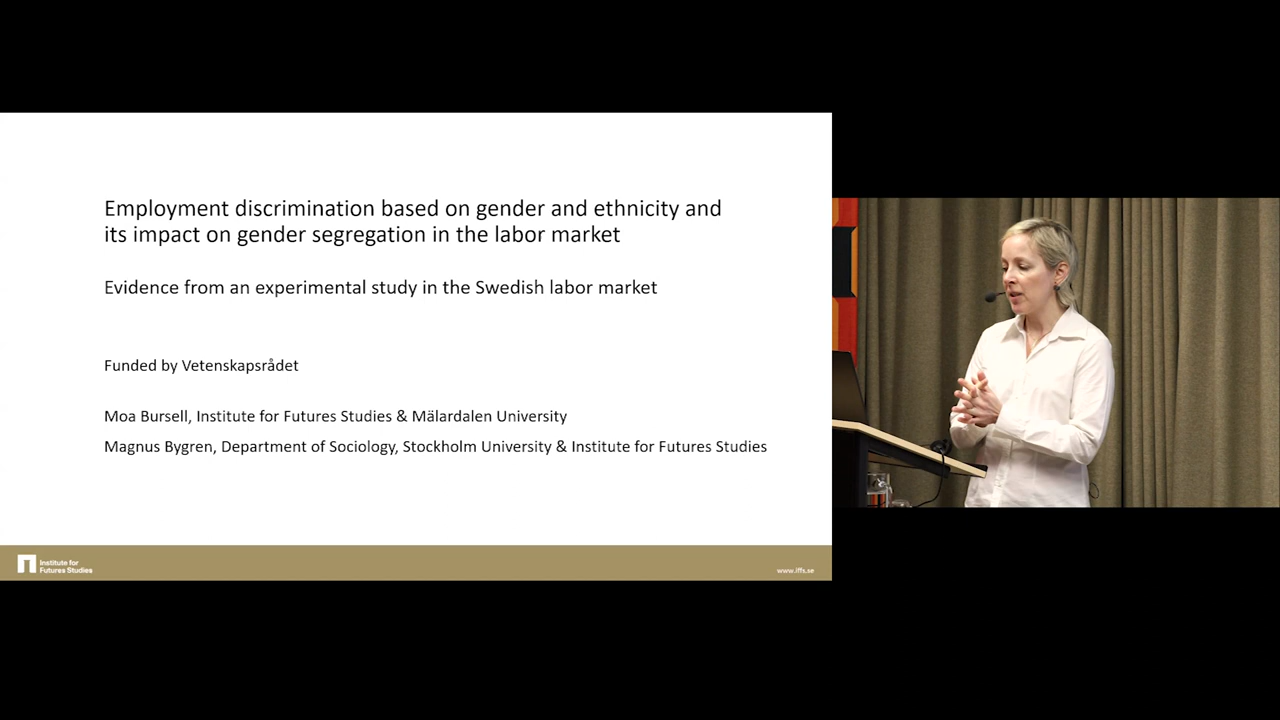 Employment discrimination based on gender and ethnicity and
its impact on gender segregation in the labor market
Evidence from an experimental study in the Swedish labor market
Funded by Vetenskapsrådet
Moa Bursell, Institute for Futures Studies & Mälardalen University
Magnus Bygren, Department of Sociology, Stockholm University & Institute for Futures Studies
Institute for
Futures Studies
www.iffs.se